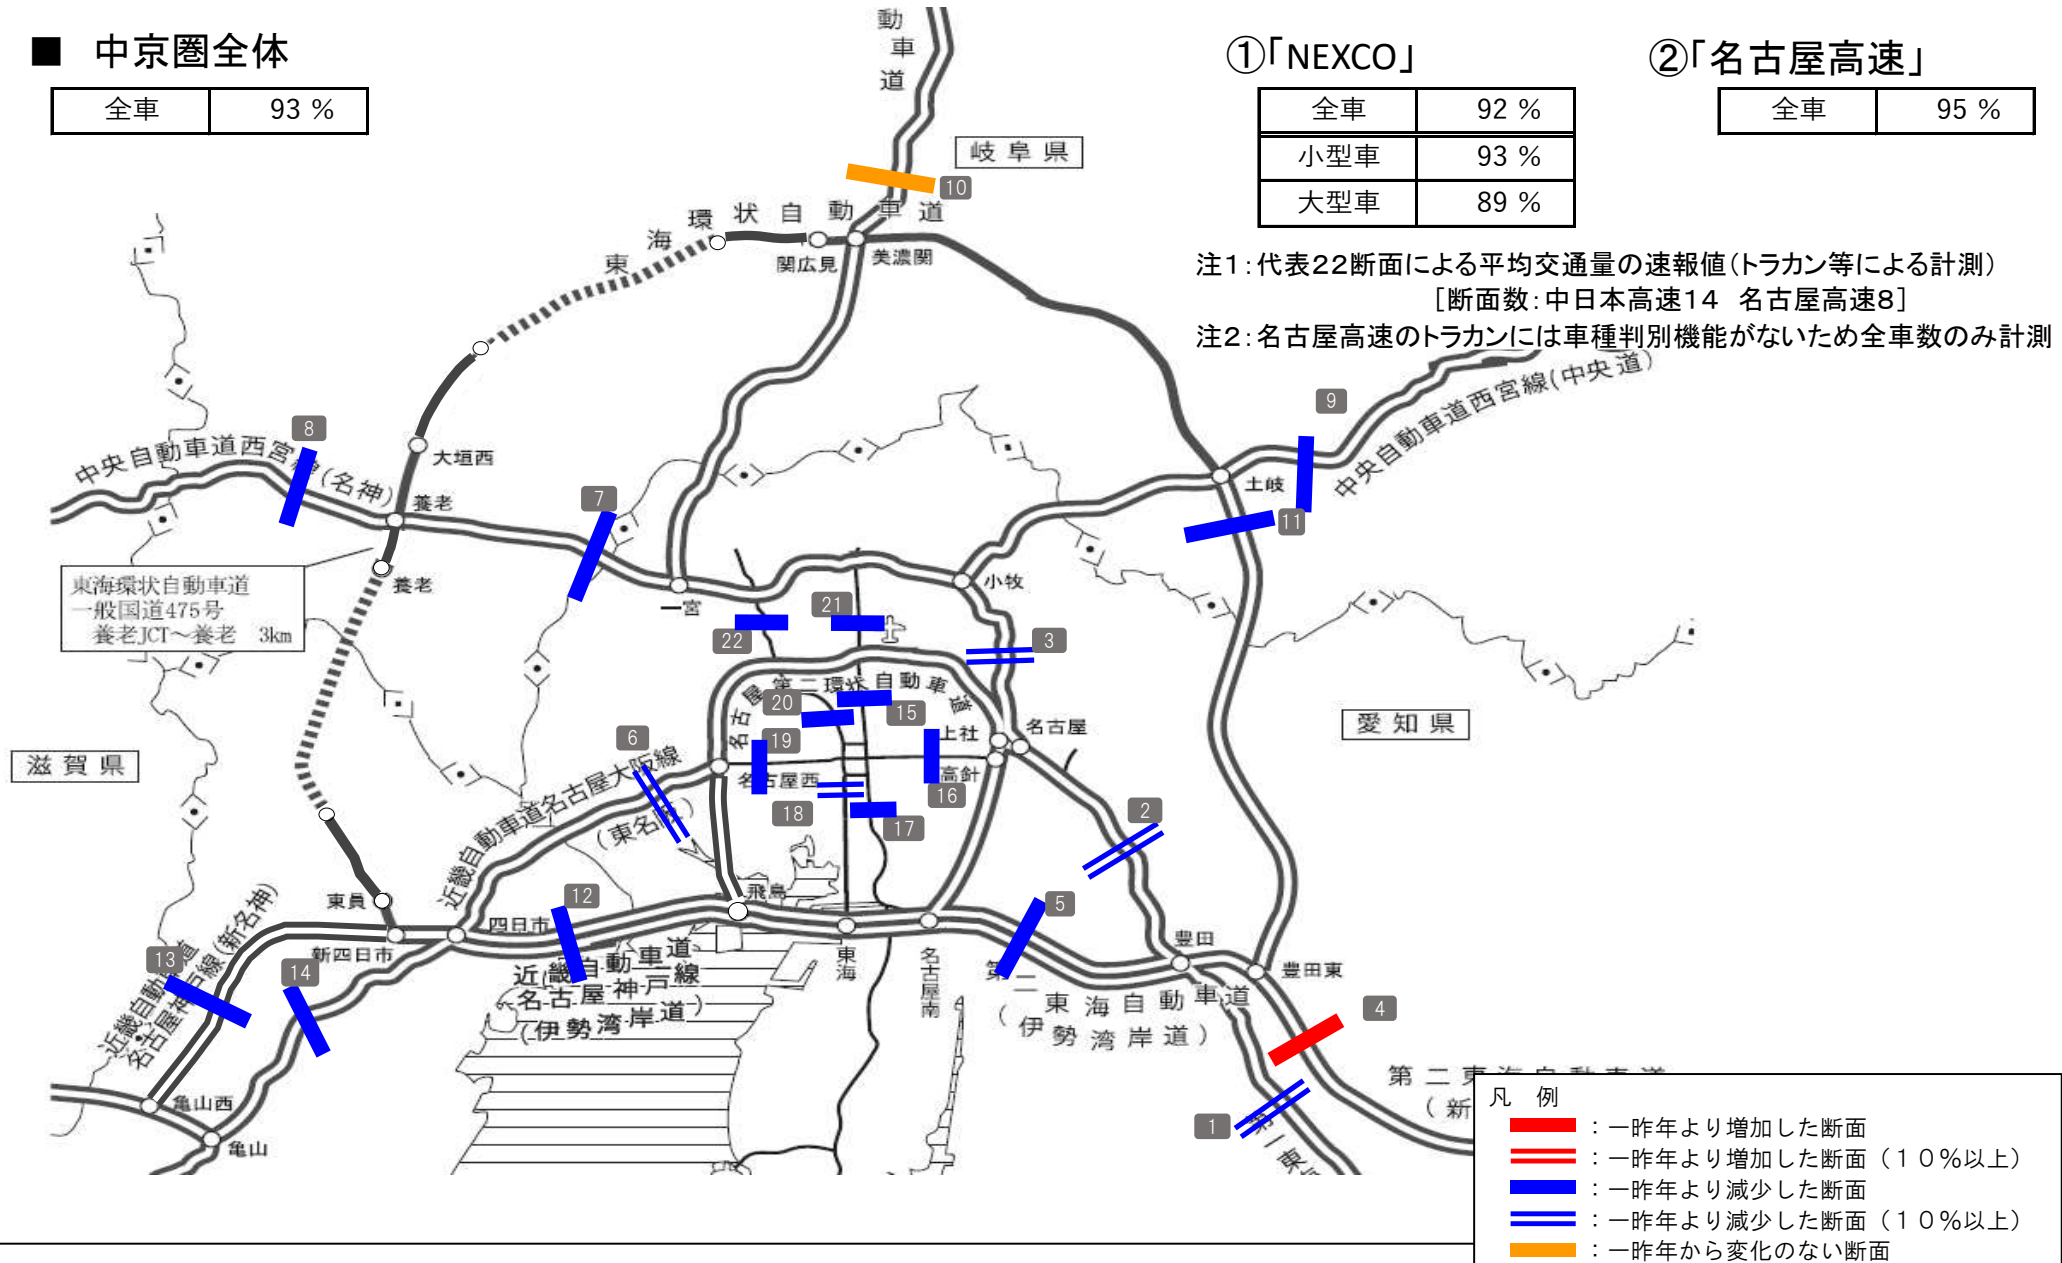 ■ 中京圏全体
全車 93 %
①「NEXCO」
全車 92 %
小型車 93 %
大型車 89 %
②「名古屋高速」
全車 95 %
注1：代表22断面による平均交通量の速報値（トラカン等による計測）
［断面数：中日本高速14 名古屋高速8］
注2：名古屋高速のトラカンには車種判別機能がないため全車数のみ計測
動車道
岐阜県
10
東海環状自動車道
関広見
美濃関
9
中央自動車道西宮線(中央道)
8
中央自動車道西宮線(名神)
大垣西
養老
7
土岐
11
東海環状自動車道
一般国道475号
養老JCT～養老 3km
養老
一宮
小牧
21
22
3
名古屋第二環状自動車道
20
15
上社
名古屋
愛知県
滋賀県
6
19
名古屋西
高針
16
近畿自動車道名古屋大阪線
(東名阪)
18
17
2
飛島
東員
12
四日市
5
新四日市
近畿自動車道
名古屋神戸線(新名神)
13
14
近畿自動車道
名古屋神戸線
(伊勢湾岸道)
東海
名古屋南
豊田
豊田東
第二東海自動車道
(伊勢湾岸道)
4
亀山西
亀山
1
第二東海自動車道
(新
第一東
凡 例
：一昨年より増加した断面
：一昨年より増加した断面（１０％以上）
：一昨年より減少した断面
：一昨年より減少した断面（１０％以上）
：一昨年から変化のない断面